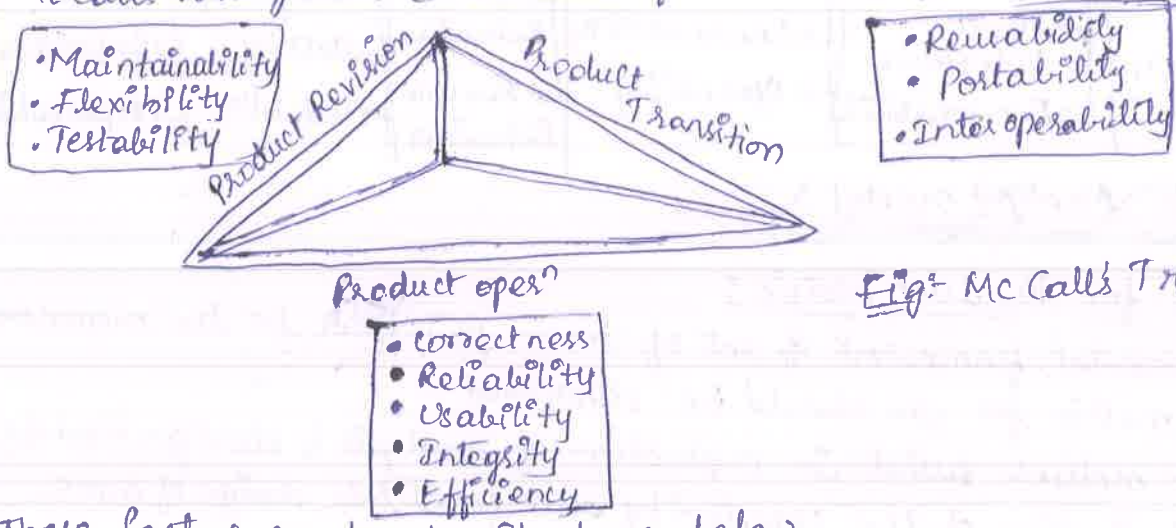 • Maintainability
• Flexibility
• Testability
Product Revision
Product
Transition
• Reusability
• Portability
• Interoperability
Product opern
Fig:- Mc Call's
• correctness
• Reliability
• Usability
• Integrity
• Efficiency